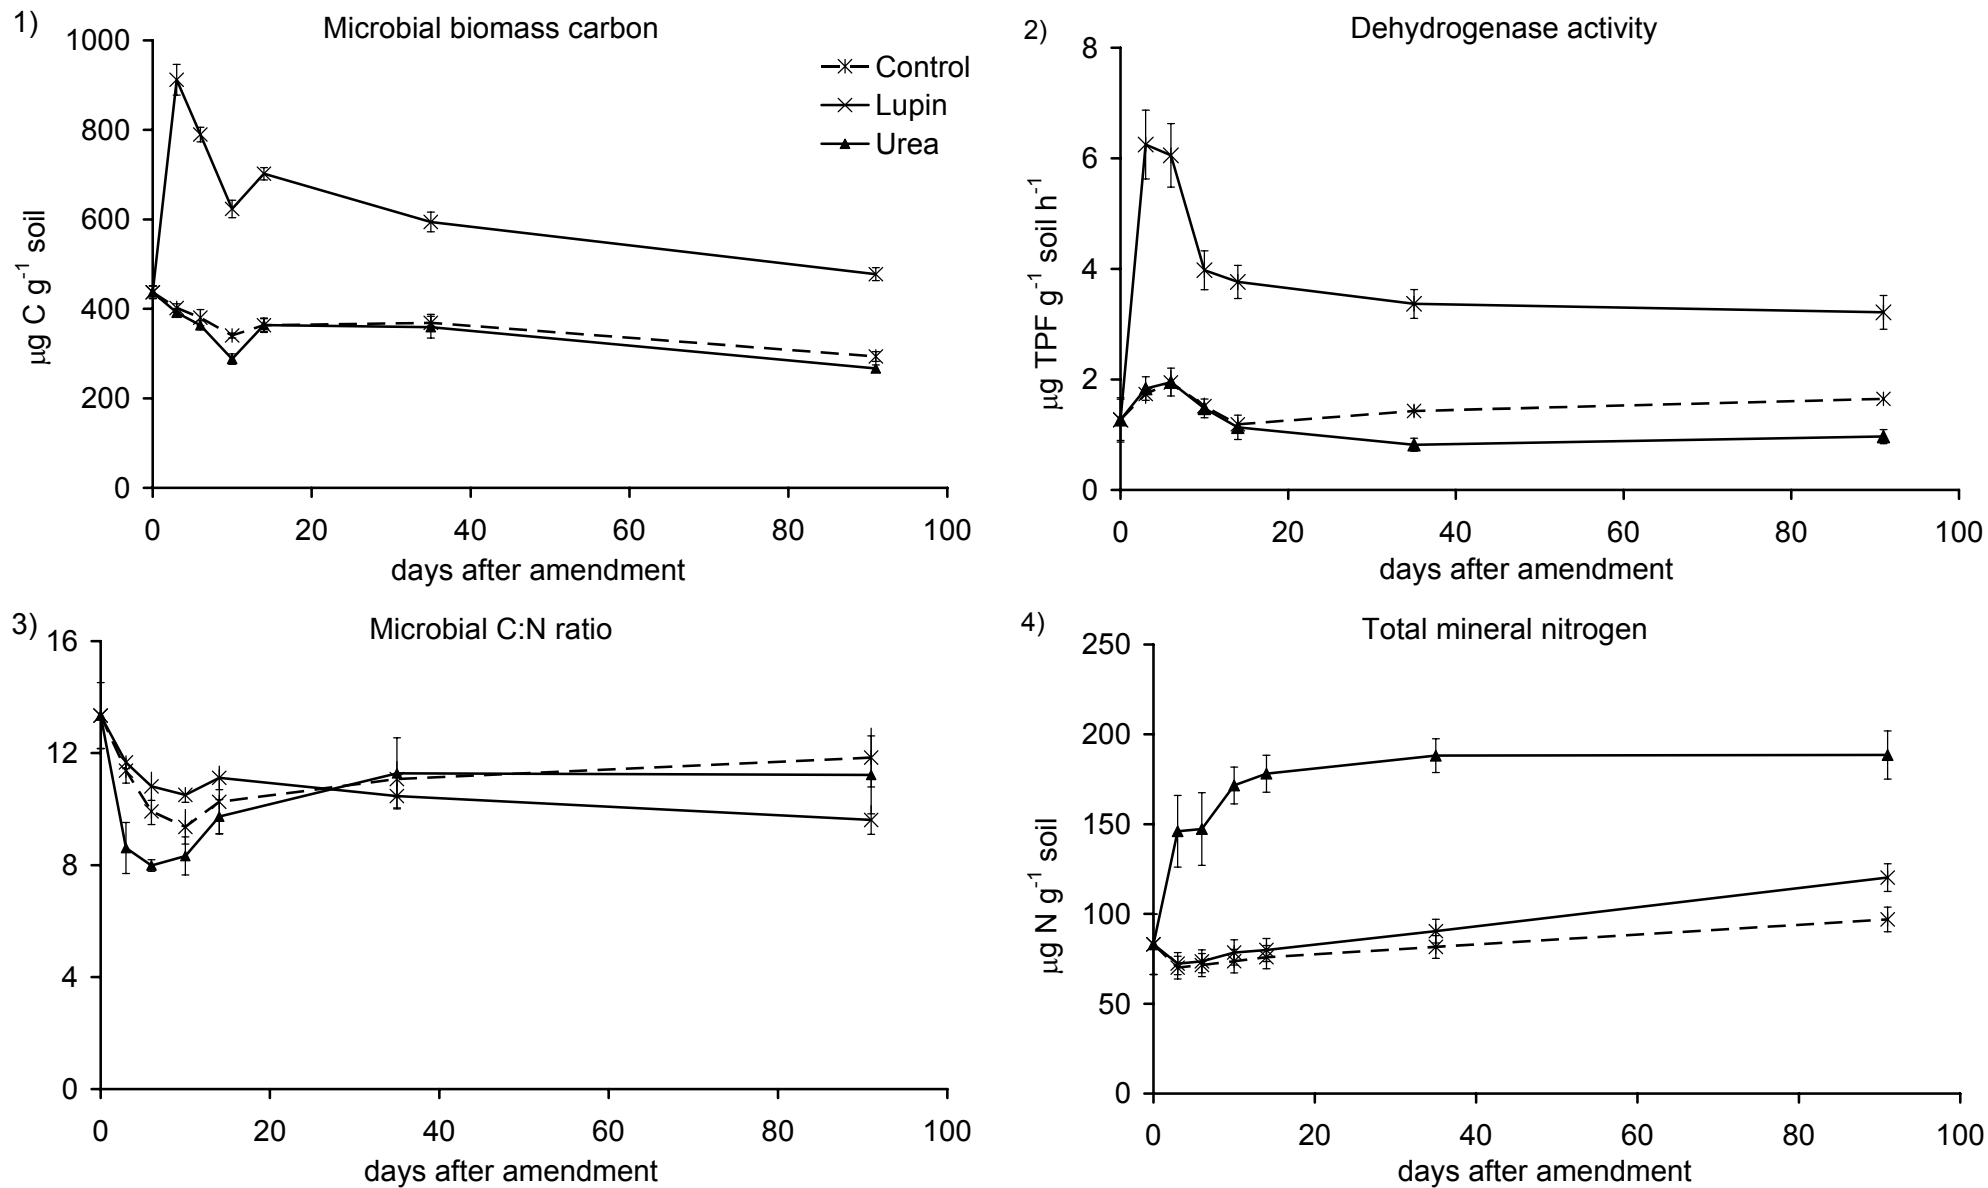 1)
Microbial biomass carbon
1000
800
600
400
200
0
µg C g⁻¹ soil
Control
Lupin
Urea
0 20 40 60 80 100
days after amendment
2)
Dehydrogenase activity
8
6
4
2
0
µg TPF g⁻¹ soil h⁻¹
0 20 40 60 80 100
days after amendment
3)
Microbial C:N ratio
16
12
8
4
0
0 20 40 60 80 100
days after amendment
4)
Total mineral nitrogen
250
200
150
100
50
0
µg N g⁻¹ soil
0 20 40 60 80 100
days after amendment